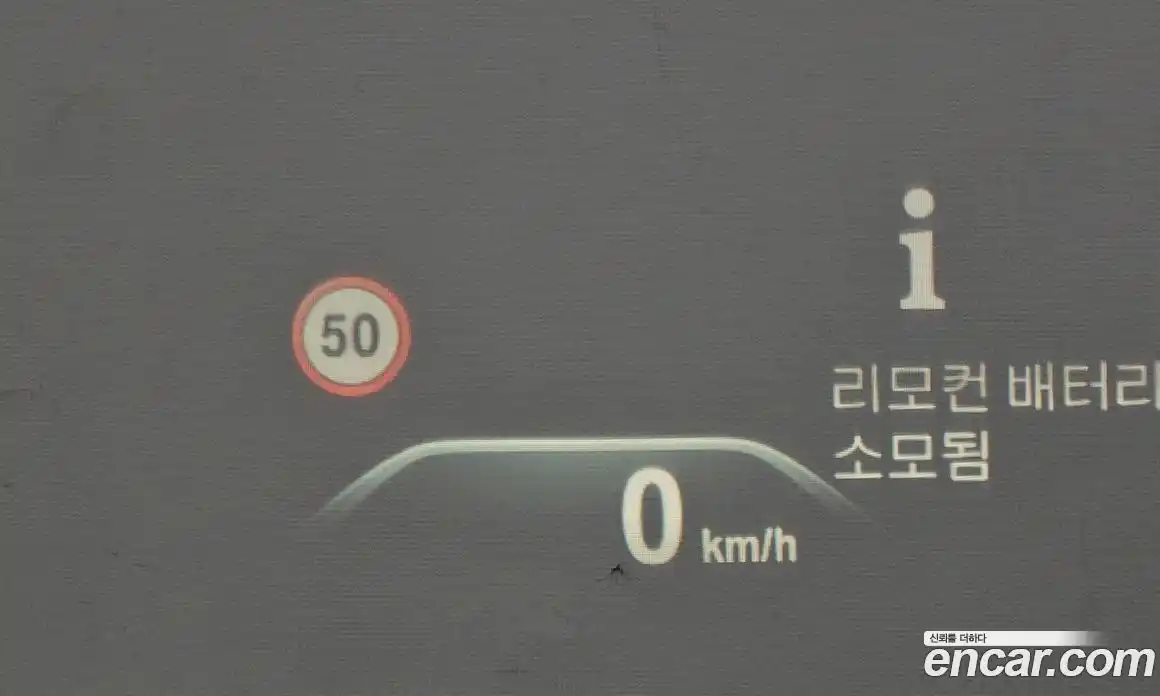 i
50
리모컨 배터리
소모됨
0 km/h
신뢰를 더하다
encar.com